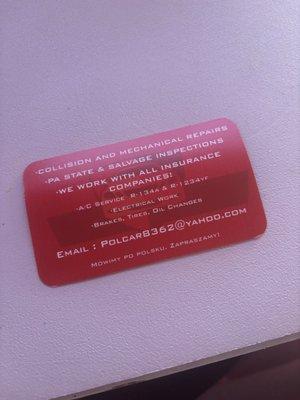 ·Collision and Mechanical Repairs
·PA State & Salvage Inspections
·We work with all insurance
companies!
·A/C Service R-134a & R-1234yf
·Electrical Work
·Brakes, Tires, Oil Changes
Email : Polcar8362@yahoo.com
Mowimy po polsku, Zapraszamy!